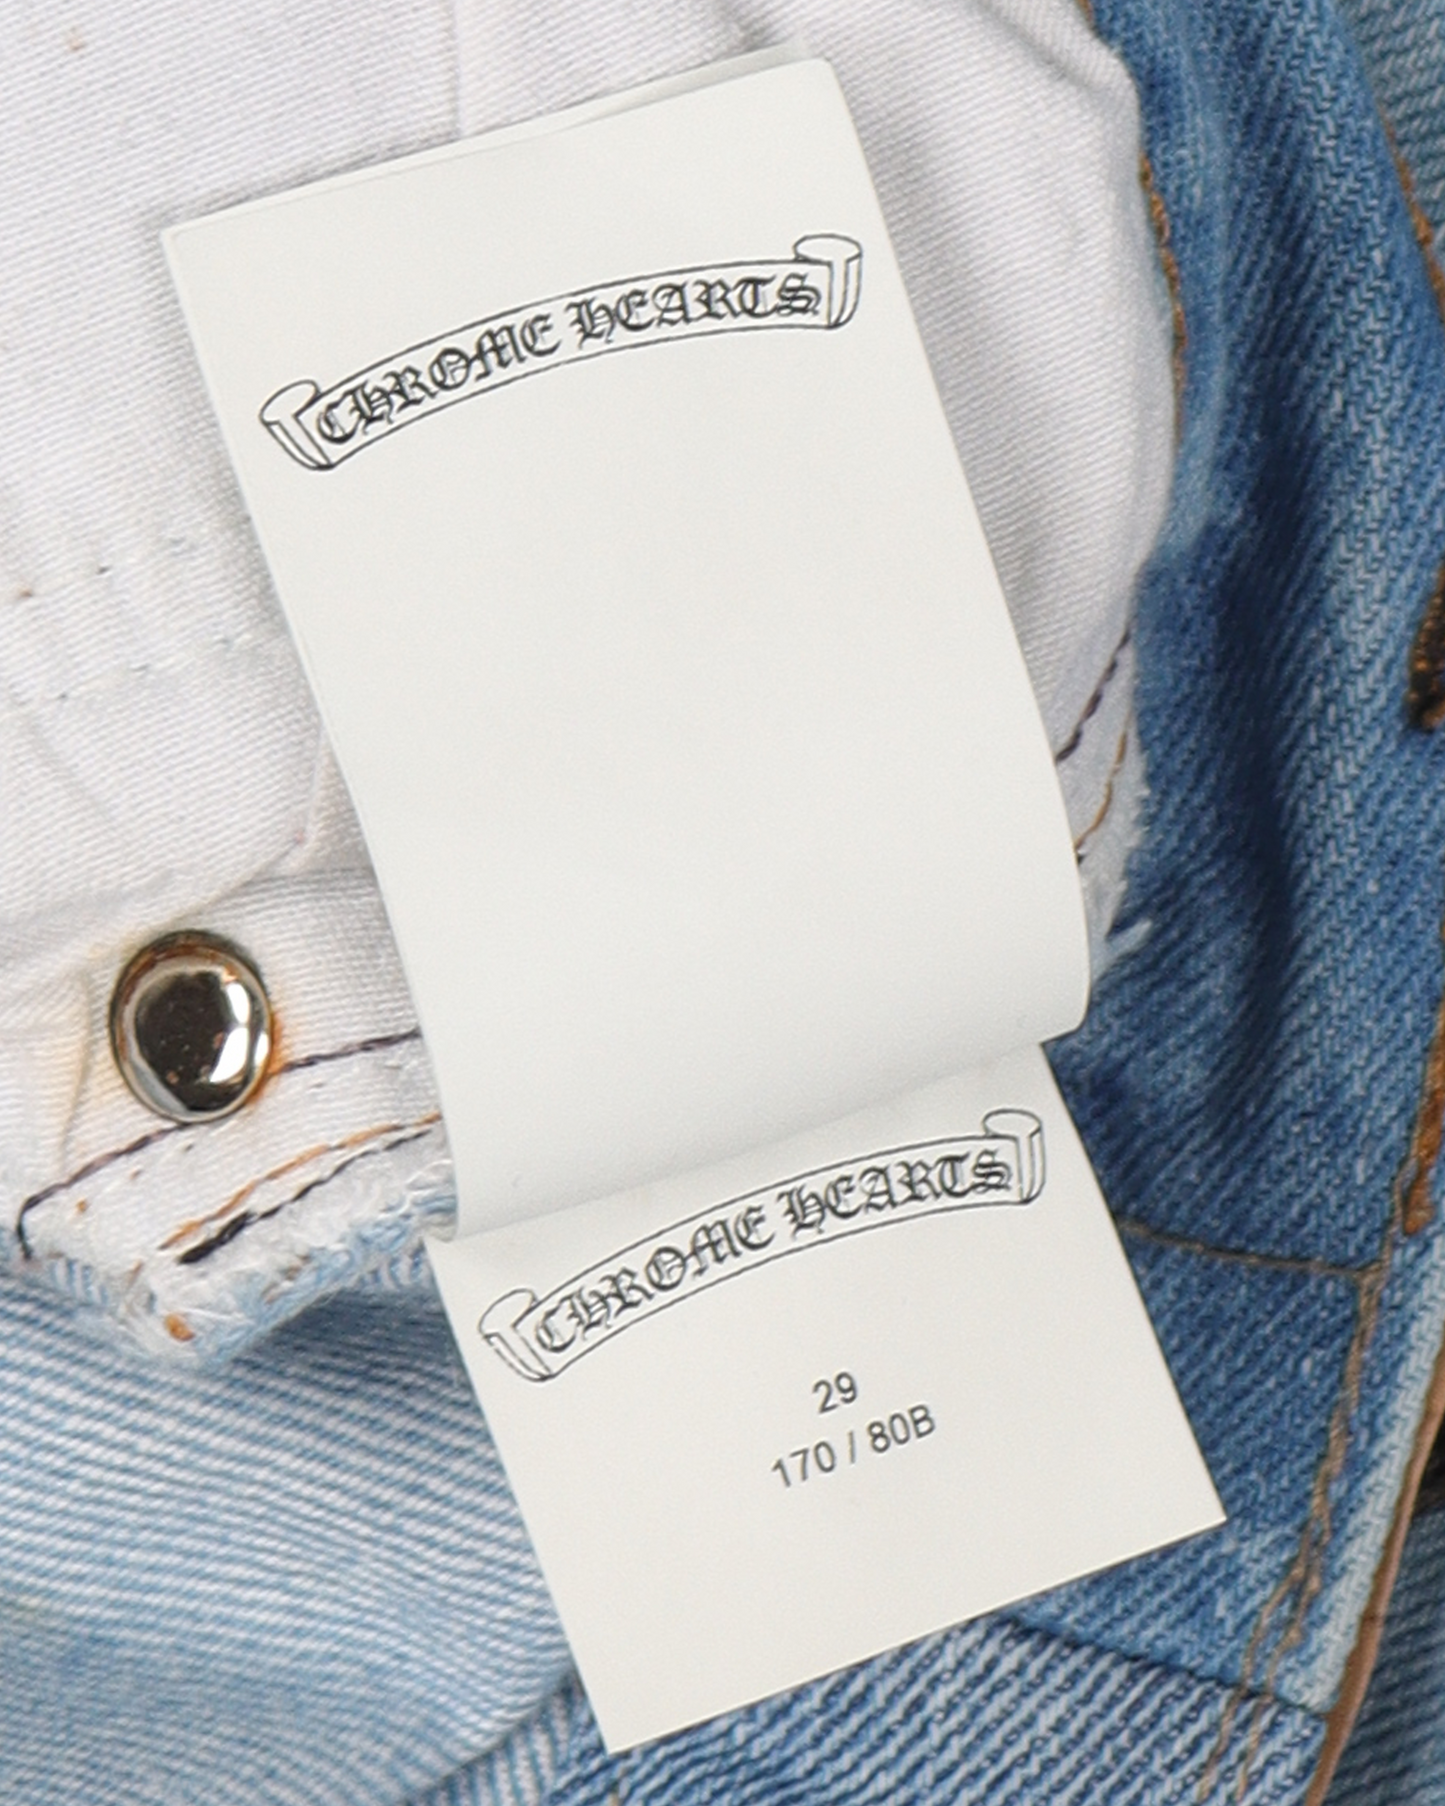 CHROME HEARTS
CHROME HEARTS
29
170 / 80B